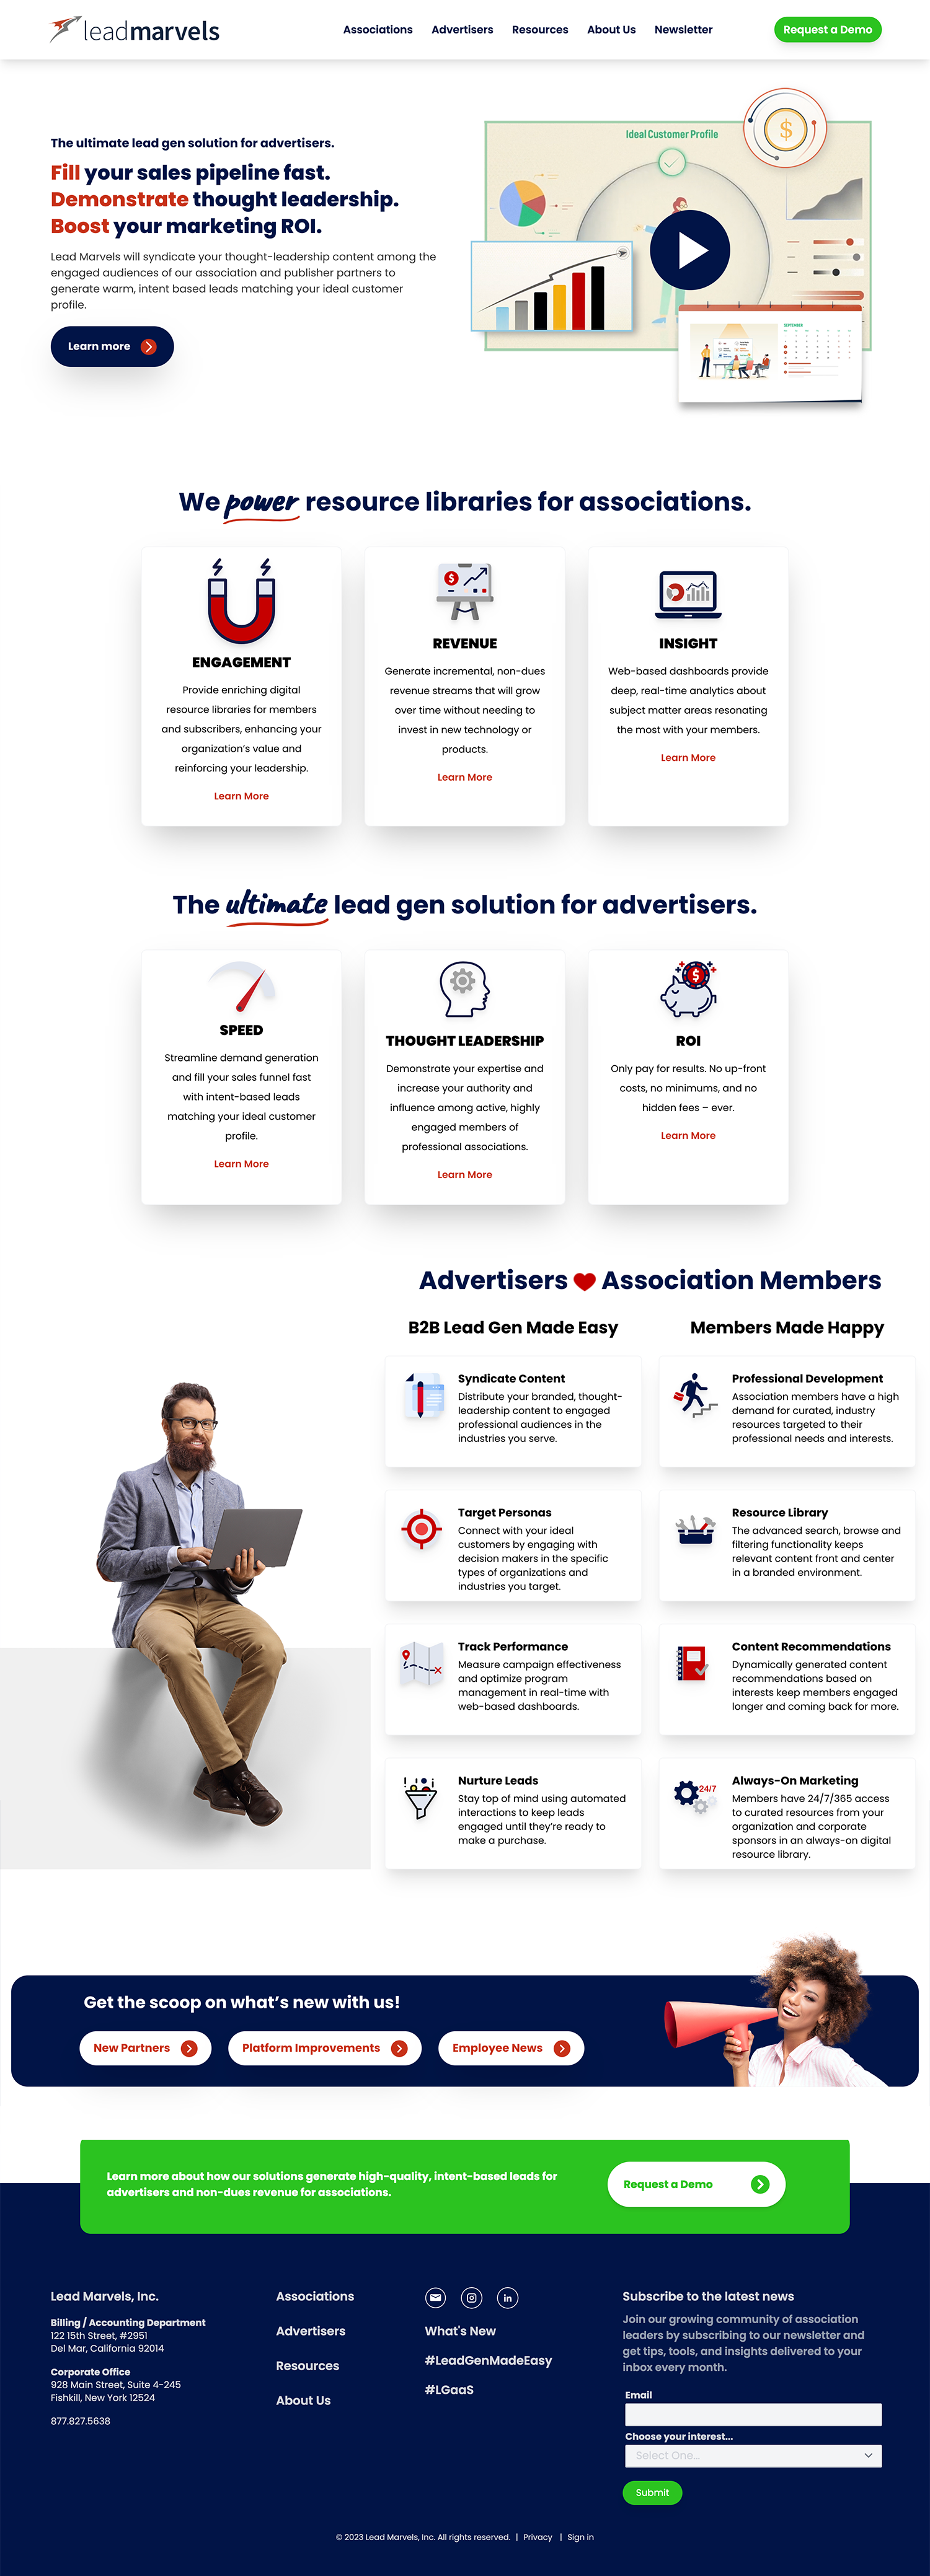 leadmarvels
Associations
Advertisers
Resources
About Us
Newsletter
Request a Demo
The ultimate lead gen solution for advertisers.
Fill your sales pipeline fast.
Demonstrate thought leadership.
Boost your marketing ROI.
Lead Marvels will syndicate your thought-leadership content among the
engaged audiences of our association and publisher partners to
generate warm, intent based leads matching your ideal customer
profile.
Learn more
Ideal Customer Profile
$
SEPTEMBER
We power resource libraries for associations.
ENGAGEMENT
Provide enriching digital
resource libraries for members
and subscribers, enhancing your
organization's value and
reinforcing your leadership.
Learn More
$
REVENUE
Generate incremental, non-dues
revenue streams that will grow
over time without needing to
invest in new technology or
products.
Learn More
INSIGHT
Web-based dashboards provide
deep, real-time analytics about
subject matter areas resonating
the most with your members.
Learn More
The ultimate lead gen solution for advertisers.
SPEED
Streamline demand generation
and fill your sales funnel fast
with intent-based leads
matching your ideal customer
profile.
Learn More
THOUGHT LEADERSHIP
Demonstrate your expertise and
increase your authority and
influence among active, highly
engaged members of
professional associations.
Learn More
$
ROI
Only pay for results. No up-front
costs, no minimums, and no
hidden fees – ever.
Learn More
Advertisers Association Members
B2B Lead Gen Made Easy
Syndicate Content
Distribute your branded, thought-
leadership content to engaged
professional audiences in the
industries you serve.
Target Personas
Connect with your ideal
customers by engaging with
decision makers in the specific
types of organizations and
industries you target.
Track Performance
Measure campaign effectiveness
and optimize program
management in real-time with
web-based dashboards.
Nurture Leads
Stay top of mind using automated
interactions to keep leads
engaged until they're ready to
make a purchase.
Members Made Happy
Professional Development
Association members have a high
demand for curated, industry
resources targeted to their
professional needs and interests.
Resource Library
The advanced search, browse and
filtering functionality keeps
relevant content front and center
in a branded environment.
Content Recommendations
Dynamically generated content
recommendations based on
interests keep members engaged
longer and coming back for more.
24/7
Always-On Marketing
Members have 24/7/365 access
to curated resources from your
organization and corporate
sponsors in an always-on digital
resource library.
Get the scoop on what's new with us!
New Partners
Platform Improvements
Employee News
Learn more about how our solutions generate high-quality, intent-based leads for
advertisers and non-dues revenue for associations.
Request a Demo
Lead Marvels, Inc.
Billing / Accounting Department
122 15th Street, #2951
Del Mar, California 92014
Corporate Office
928 Main Street, Suite 4-245
Fishkill, New York 12524
877.827.5638
Associations
Advertisers
Resources
About Us
in
What's New
#LeadGenMadeEasy
#LGaaS
Subscribe to the latest news
Join our growing community of association
leaders by subscribing to our newsletter and
get tips, tools, and insights delivered to your
inbox every month.
Email
Choose your interest...
Select One...
Submit
© 2023 Lead Marvels, Inc. All rights reserved. | Privacy | Sign in